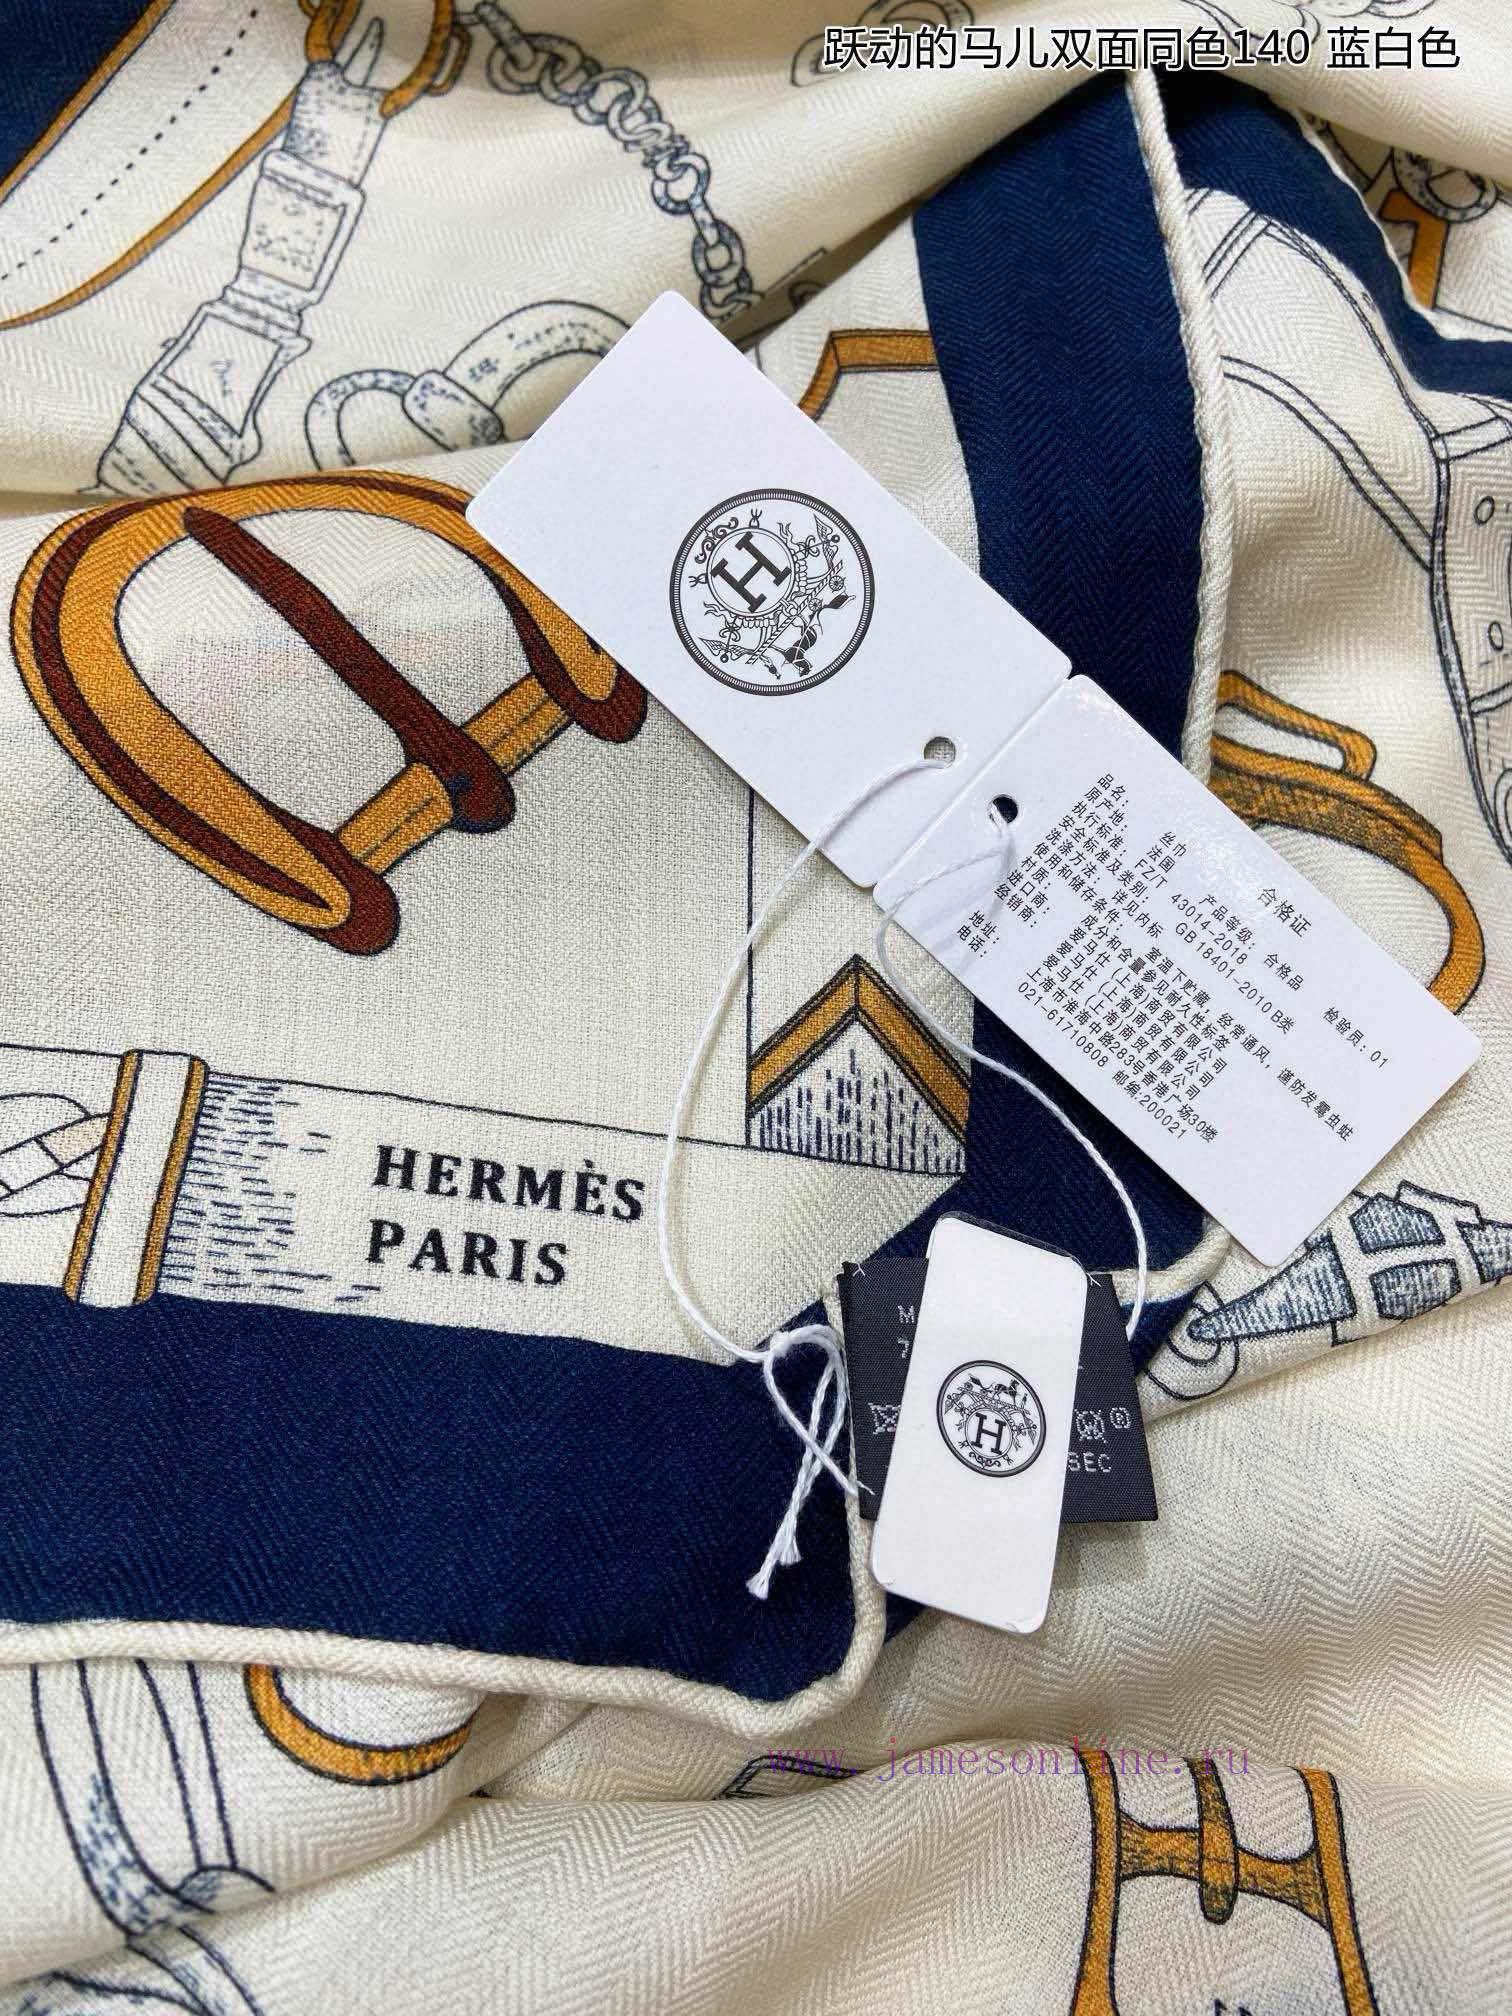 跃动的马儿双面同色140 蓝白色
H
合格证
品名： 丝巾 产品等级：合格品 检验员：01
原产地： 法国
执行标准： FZ/T 43014-2018
安全标准及类别： GB 18401-2010 B类
洗涤方法：详见内标
使用和储存条件： 室温下贮藏，经常通风，谨防发霉虫蛀
材质： 成分和含量参见耐久性标签
进口商： 爱马仕（上海）商贸有限公司
经销商： 爱马仕（上海）商贸有限公司
地址： 上海市淮海中路283号香港广场30楼
电话： 021-61710808 邮编:200021
HERMÈS
PARIS
H
SEC
www.jamesonline.ru